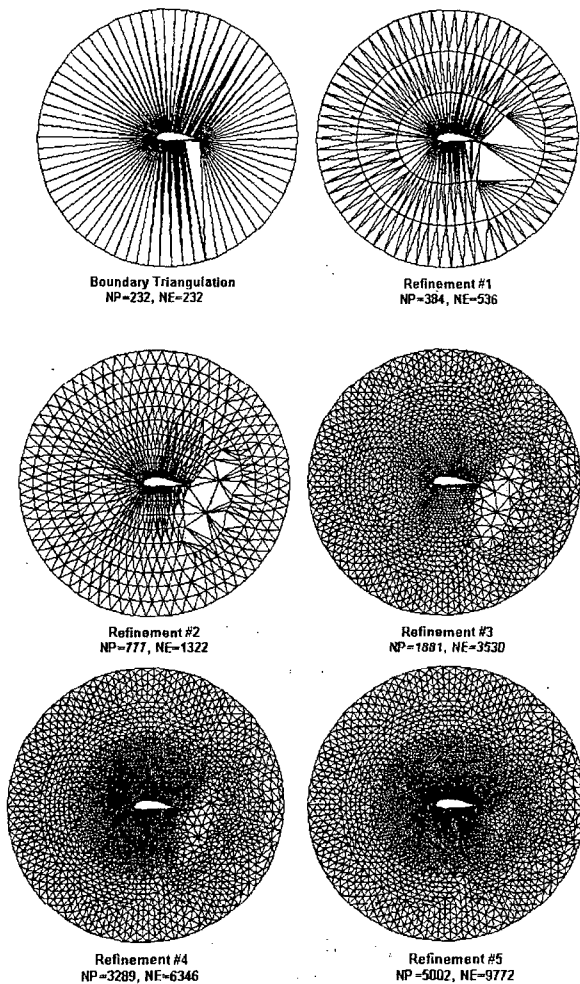 Boundary Triangulation
NP=232, NE=232
Refinement #1
NP=384, NE=536
Refinement #2
NP=777, NE=1322
Refinement #3
NP=1881, NE=3530
Refinement #4
NP=3289, NE=6346
Refinement #5
NP=5002, NE=9772